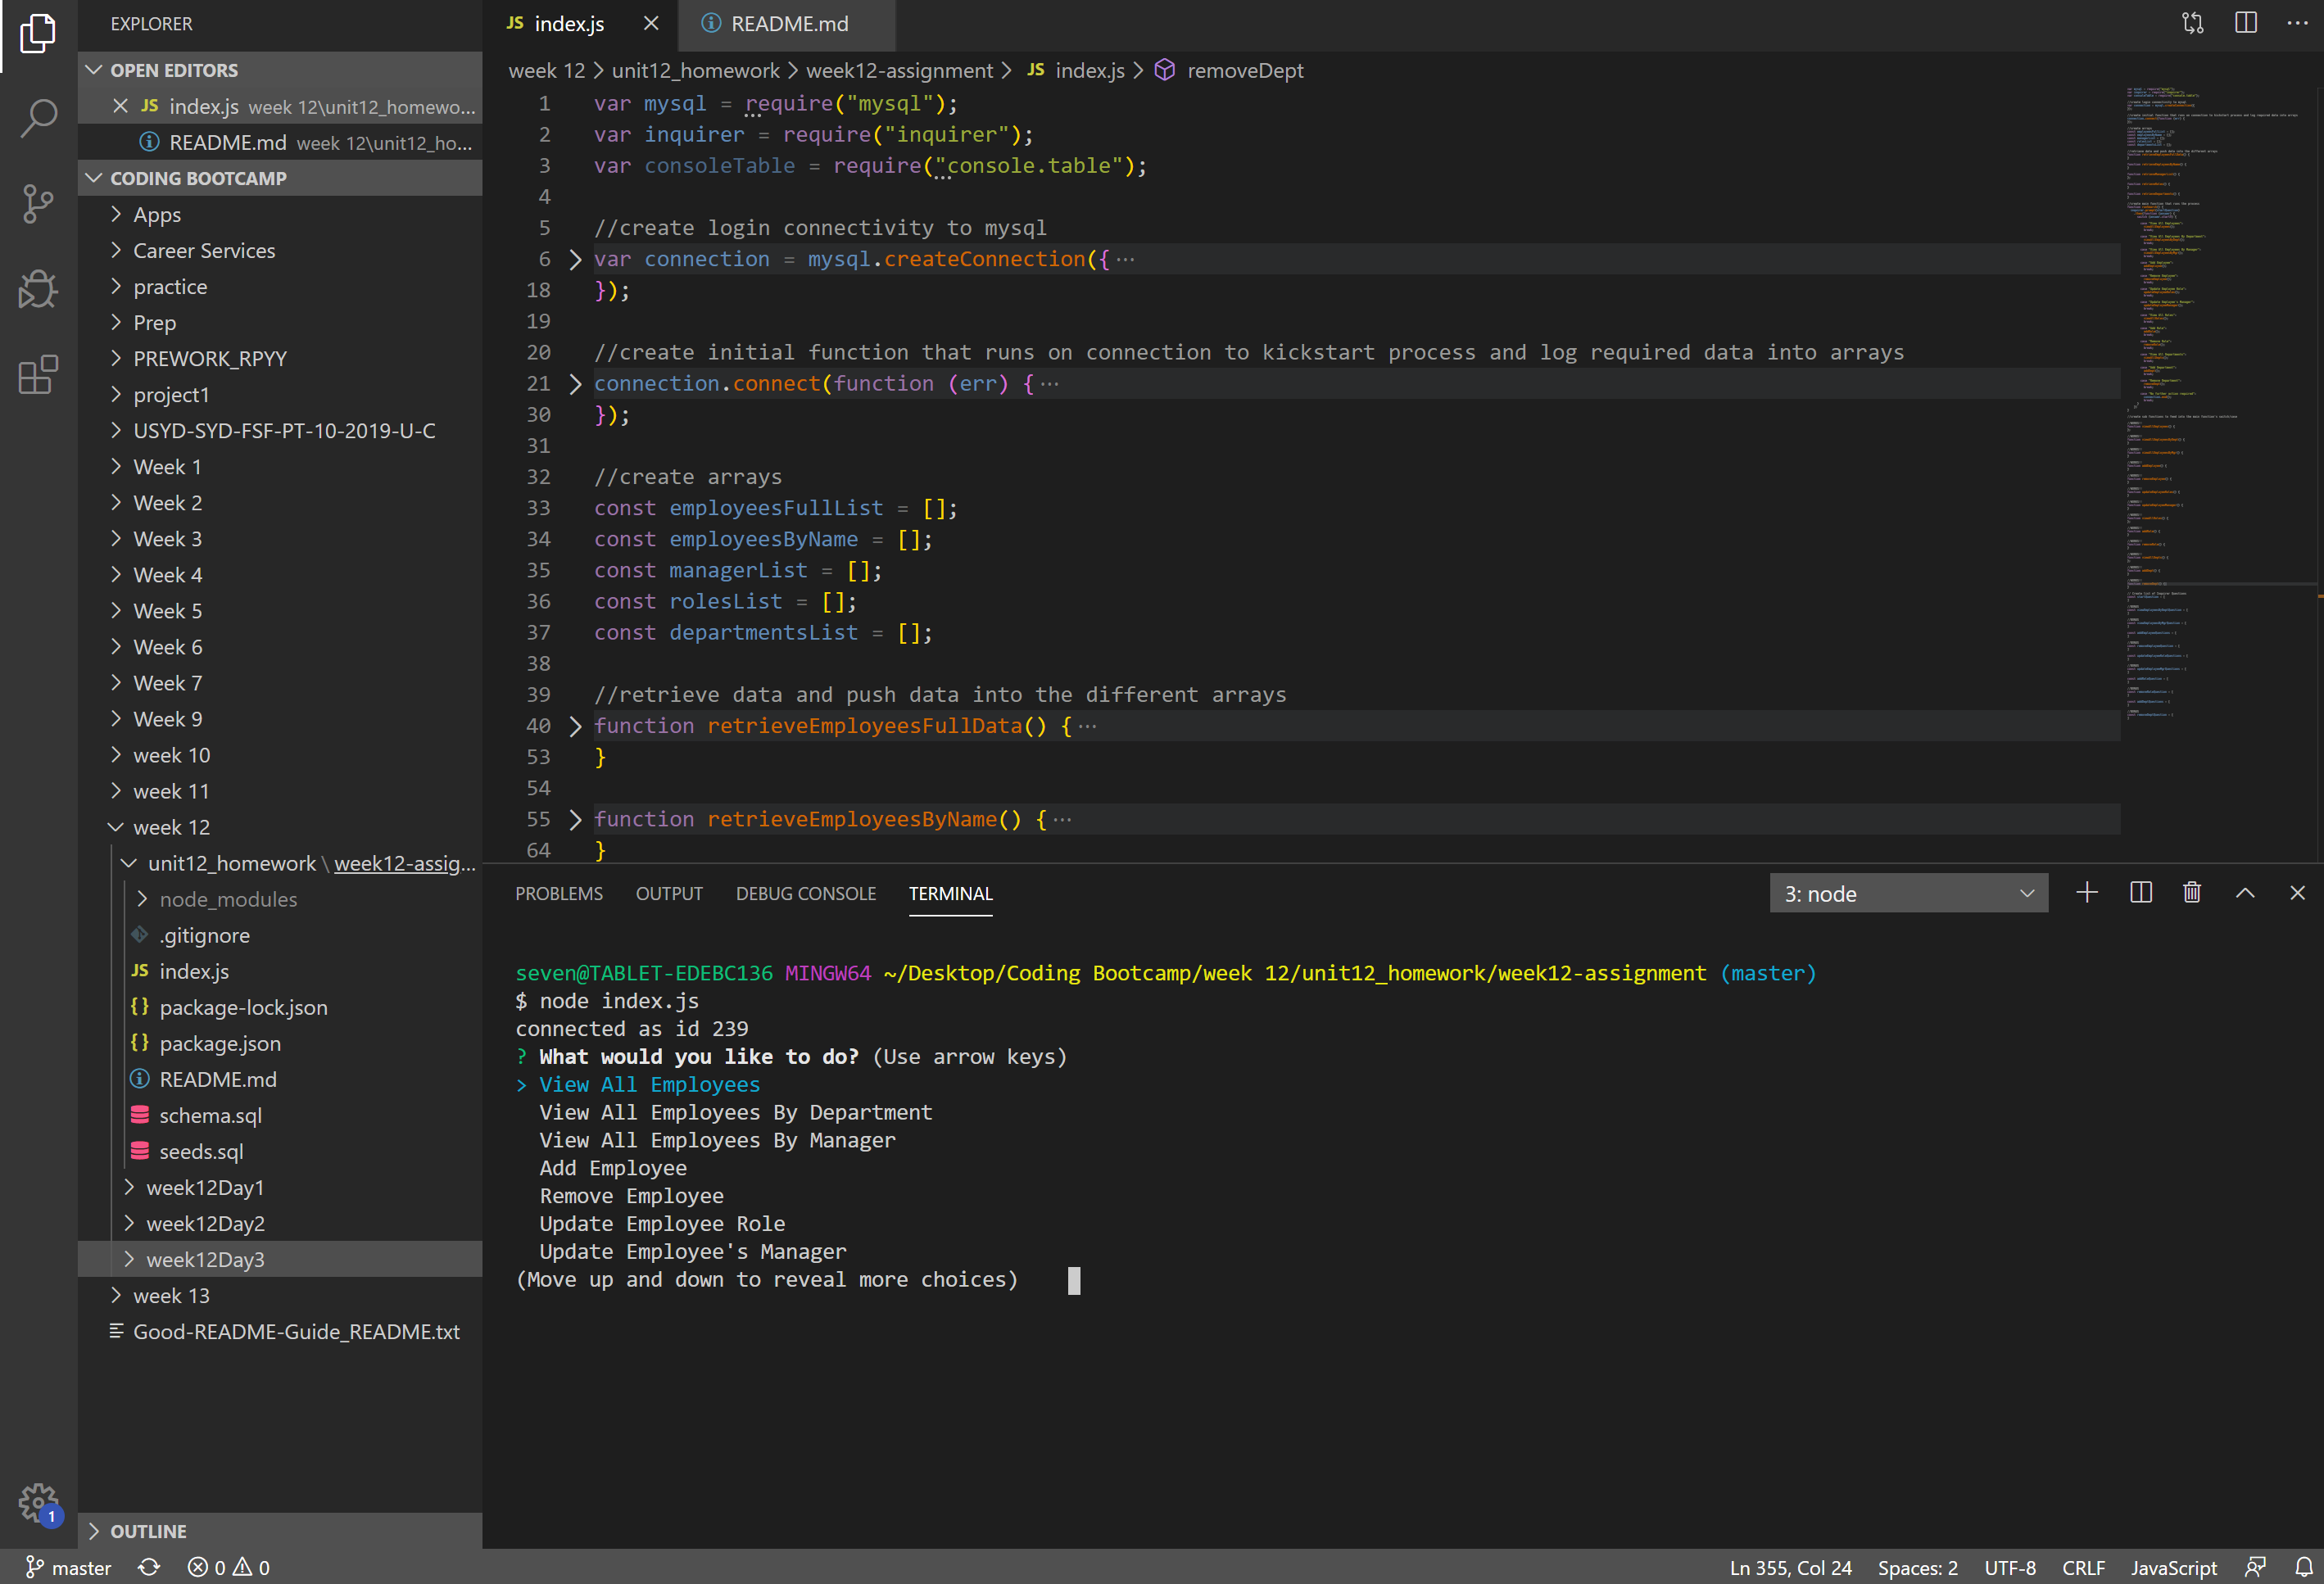 EXPLORER
OPEN EDITORS
JS index.js week 12\unit12_homewo...
README.md week 12\unit12_ho...
CODING BOOTCAMP
Apps
Career Services
practice
Prep
PREWORK_RPYY
project1
USYD-SYD-FSF-PT-10-2019-U-C
Week 1
Week 2
Week 3
Week 4
Week 5
Week 6
Week 7
Week 9
week 10
week 11
week 12
unit12_homework \ week12-assig...
node_modules
.gitignore
JS index.js
{} package-lock.json
{} package.json
README.md
schema.sql
seeds.sql
week12Day1
week12Day2
week12Day3
week 13
Good-README-Guide_README.txt
OUTLINE
JS index.js
README.md
week 12 > unit12_homework > week12-assignment > JS index.js > removeDept
1 var mysql = require("mysql");
2 var inquirer = require("inquirer");
3 var consoleTable = require("console.table");
4
5 //create login connectivity to mysql
6 var connection = mysql.createConnection({ ...
18 });
19
20 //create initial function that runs on connection to kickstart process and log required data into arrays
21 connection.connect(function (err) { ...
30 });
31
32 //create arrays
33 const employeesFullList = [];
34 const employeesByName = [];
35 const managerList = [];
36 const rolesList = [];
37 const departmentsList = [];
38
39 //retrieve data and push data into the different arrays
40 function retrieveEmployeesFullData() { ...
53 }
54
55 function retrieveEmployeesByName() { ...
64 }
PROBLEMS OUTPUT DEBUG CONSOLE TERMINAL
3: node
seven@TABLET-EDEBC136 MINGW64 ~/Desktop/Coding Bootcamp/week 12/unit12_homework/week12-assignment (master)
$ node index.js
connected as id 239
? What would you like to do? (Use arrow keys)
> View All Employees
View All Employees By Department
View All Employees By Manager
Add Employee
Remove Employee
Update Employee Role
Update Employee's Manager
(Move up and down to reveal more choices)
1
master 0 0
Ln 355, Col 24 Spaces: 2 UTF-8 CRLF JavaScript